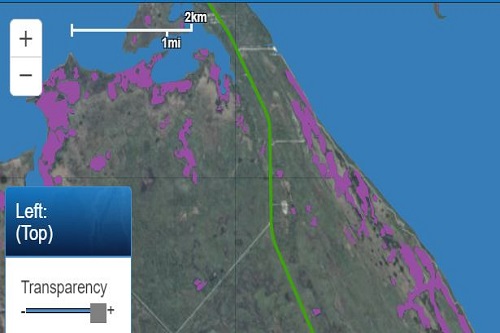 2km
1mi
+
−
Left:
(Top)
Transparency
- +